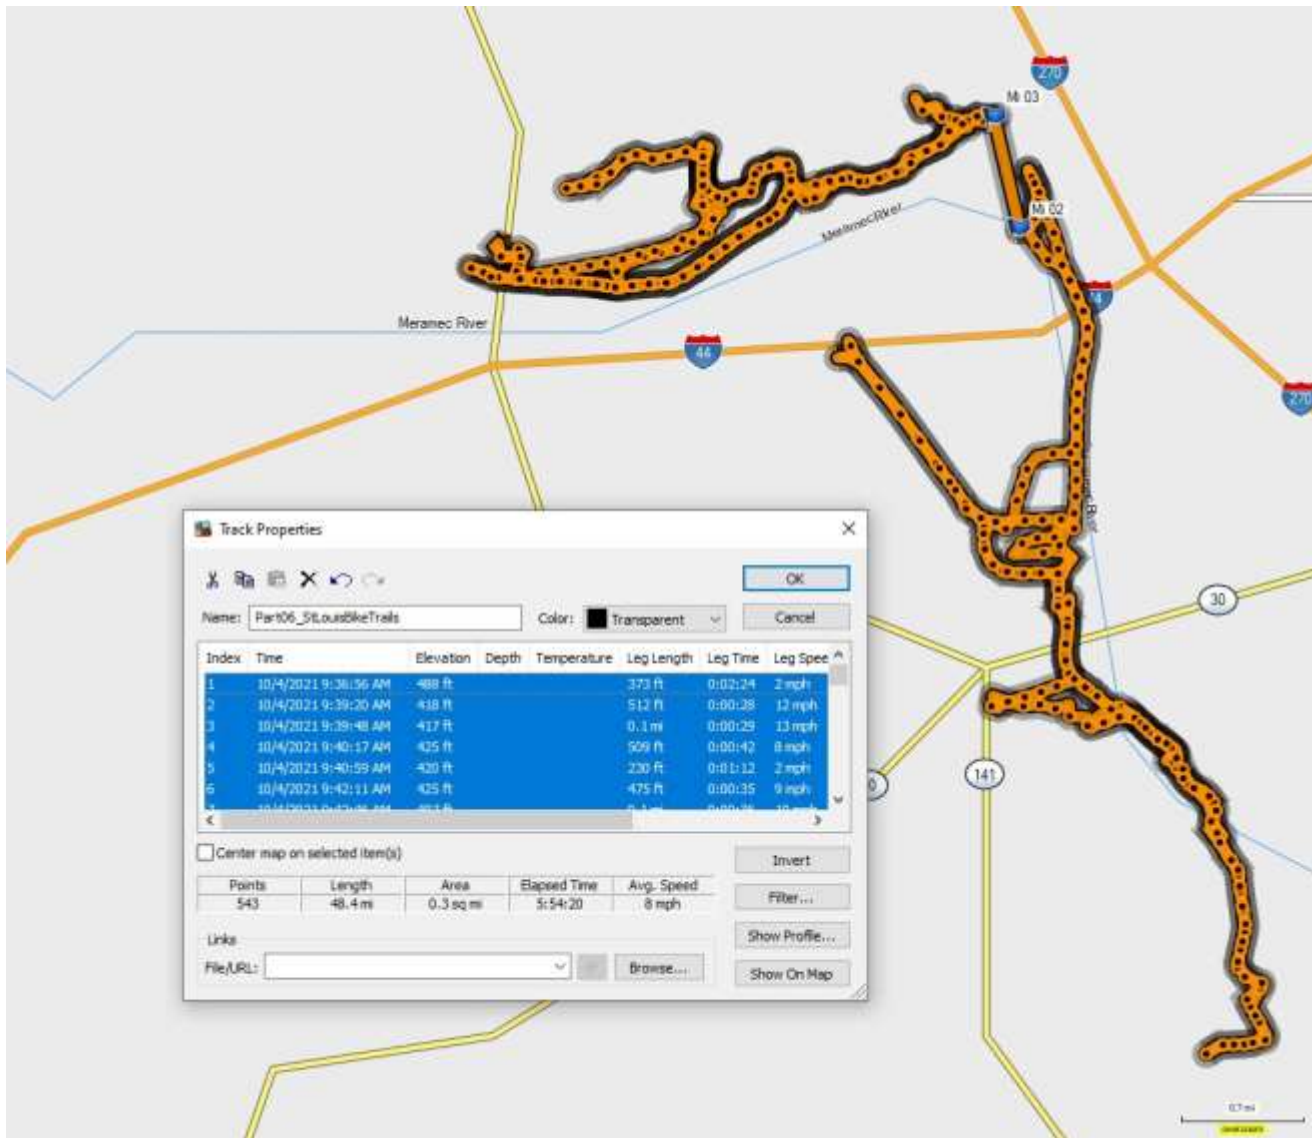 270
Mi 03
Mi 02
Meramec River
44
Meramec River
44
270
30
141
Track Properties
OK
Name: Part06_StLouisBikeTrails Color: Transparent Cancel
Index Time Elevation Depth Temperature Leg Length Leg Time Leg Spee
1 10/4/2021 9:36:56 AM 488 ft 373 ft 0:02:24 2 mph
2 10/4/2021 9:39:20 AM 418 ft 512 ft 0:00:28 12 mph
3 10/4/2021 9:39:48 AM 417 ft 0.1 mi 0:00:29 13 mph
4 10/4/2021 9:40:17 AM 425 ft 509 ft 0:00:42 8 mph
5 10/4/2021 9:40:59 AM 420 ft 230 ft 0:01:12 2 mph
6 10/4/2021 9:42:11 AM 425 ft 475 ft 0:00:35 9 mph
Center map on selected item(s) Invert
Points Length Area Elapsed Time Avg. Speed
543 48.4 mi 0.3 sq mi 5:54:20 8 mph
Filter...
Links
Show Profile...
File/URL: Browse...
Show On Map
0.7 mi